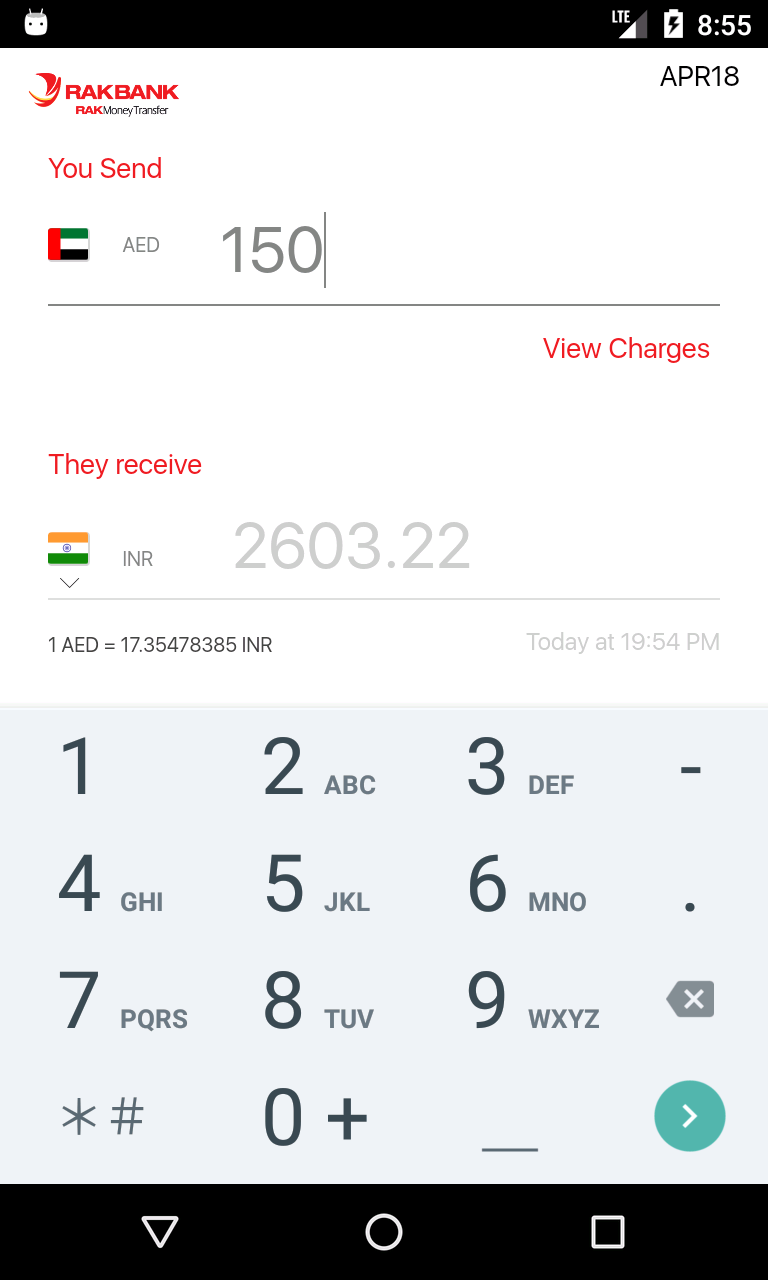 LTE 8:55
RAKBANK APR18
RAKMoneyTransfer
You Send
AED 150
View Charges
They receive
INR 2603.22
1 AED = 17.35478385 INR Today at 19:54 PM
1 2 ABC 3 DEF -
4 GHI 5 JKL 6 MNO .
7 PQRS 8 TUV 9 WXYZ
*# 0 + _